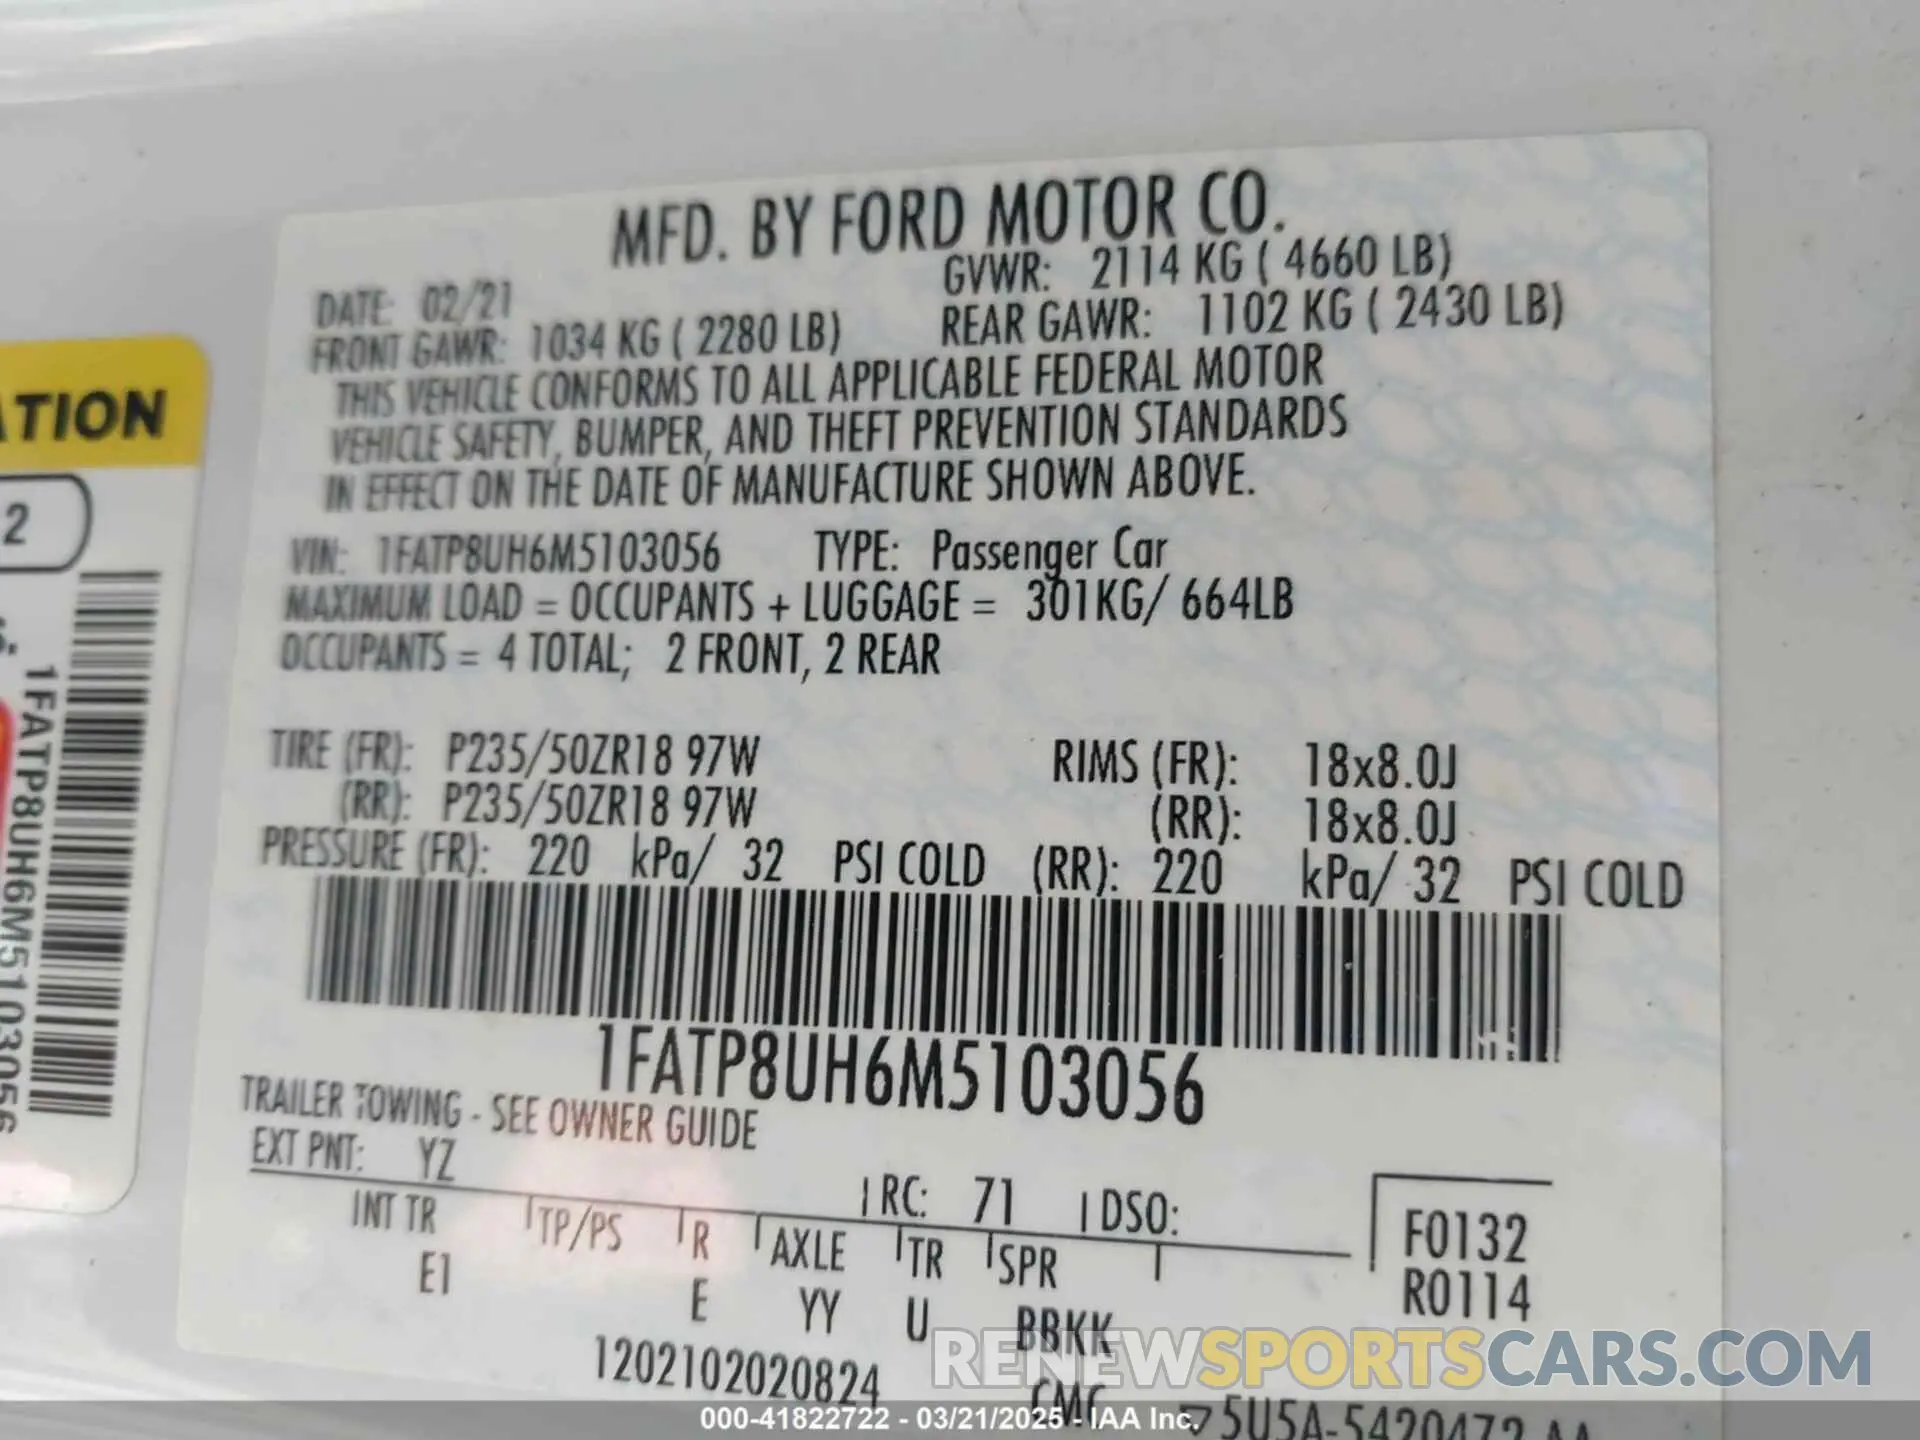 MFD. BY FORD MOTOR CO.
DATE: 02/21
GVWR: 2114 KG ( 4660 LB)
FRONT GAWR: 1034 KG ( 2280 LB)
REAR GAWR: 1102 KG ( 2430 LB)
THIS VEHICLE CONFORMS TO ALL APPLICABLE FEDERAL MOTOR
VEHICLE SAFETY, BUMPER, AND THEFT PREVENTION STANDARDS
IN EFFECT ON THE DATE OF MANUFACTURE SHOWN ABOVE.
VIN: 1FATP8UH6M5103056 TYPE: Passenger Car
MAXIMUM LOAD = OCCUPANTS + LUGGAGE = 301KG/ 664LB
OCCUPANTS = 4 TOTAL; 2 FRONT, 2 REAR
TIRE (FR): P235/50ZR18 97W RIMS (FR): 18x8.0J
(RR): P235/50ZR18 97W (RR): 18x8.0J
PRESSURE (FR): 220 kPa/ 32 PSI COLD (RR): 220 kPa/ 32 PSI COLD
1FATP8UH6M5103056
TRAILER TOWING - SEE OWNER GUIDE
EXT PNT: YZ RC: 71 DSO:
INT TR TP/PS R AXLE TR SPR F0132
E1 E YY U BBKK R0114
1202102020824
ATION
2
1FATP8UH6M5103056
RENEWSPORTSCARS.COM
000-41822722 - 03/21/2025 - IAA Inc.